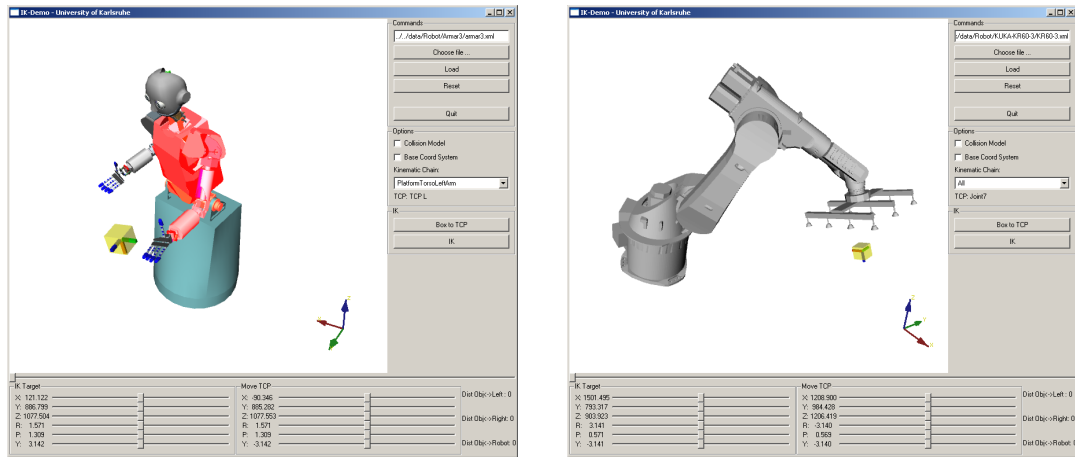 IK-Demo - University of Karlsruhe
Commands
../../data/Robot/Armar3/armar3.xml
Choose file ...
Load
Reset
Quit
Options
Collision Model
Base Coord System
Kinematic Chain:
PlatformTorsoLeftArm
TCP: TCP L
IK
Box to TCP
IK
Z
IK Target
X: 121.122
Y: 886.799
Z: 1077.504
R: 1.571
P: 1.309
Y: 3.142
Move TCP
X: -90.346
Y: 885.282
Z: 1077.553
R: 1.571
P: 1.309
Y: -3.142
Dist Obj<->Left : 0
Dist Obj<->Right: 0
Dist Obj<->Robot: 0
IK-Demo - University of Karlsruhe
Commands
:/data/Robot/KUKA-KR60-3/KR60-3.xml
Choose file ...
Load
Reset
Quit
Options
Collision Model
Base Coord System
Kinematic Chain:
All
TCP: Joint7
IK
Box to TCP
IK
Z
Y
X
IK Target
X: 1501.495
Y: 793.317
Z: 903.923
R: 3.141
P: 0.571
Y: -3.141
Move TCP
X: 1208.900
Y: 984.428
Z: 1206.419
R: -3.140
P: 0.569
Y: -3.140
Dist Obj<->Left : 0
Dist Obj<->Right: 0
Dist Obj<->Robot: 0